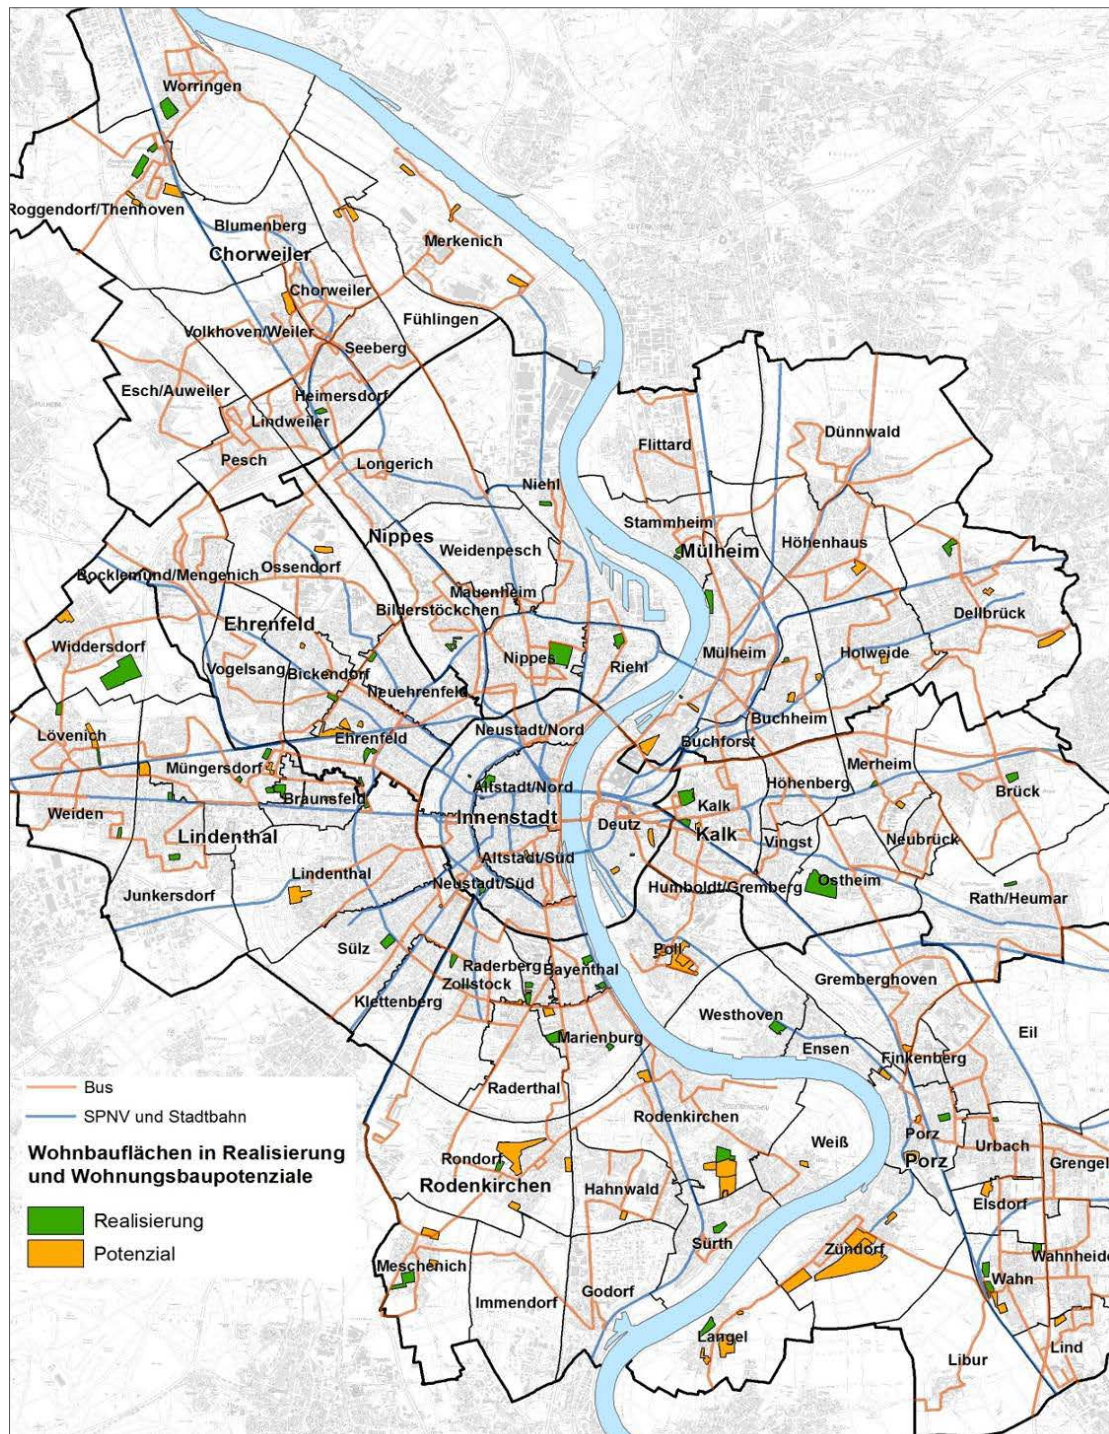 Worringen
Roggendorf/Thenhoven
Blumenberg
Merkenich
Chorweiler
Chorweiler
Fühlingen
Volkhoven/Weiler
Seeberg
Esch/Auweiler
Heimersdorf
Lindweiler
Pesch
Longerich
Flittard
Dünnwald
Niehl
Stammheim
Nippes
Weidenpesch
Mülheim
Höhenhaus
Bocklemünd/Mengenich
Ossendorf
Mauenheim
Bilderstöckchen
Dellbrück
Ehrenfeld
Widdersdorf
Vogelsang
Bickendorf
Nippes
Riehl
Mülheim
Holweide
Neuehrenfeld
Lövenich
Ehrenfeld
Neustadt/Nord
Buchheim
Buchforst
Müngersdorf
Braunsfeld
Altstadt/Nord
Höhenberg
Merheim
Brück
Weiden
Lindenthal
Innenstadt
Deutz
Kalk
Kalk
Vingst
Neubrück
Altstadt/Süd
Lindenthal
Neustadt/Süd
Humboldt/Gremberg
Ostheim
Junkersdorf
Rath/Heumar
Sülz
Raderberg
Bayenthal
Poll
Zollstock
Klettenberg
Gremberghoven
Marienburg
Westhoven
Eil
Ensen
Finkenberg
Raderthal
Rodenkirchen
Weiß
Porz
Urbach
Porz
Grengel
Rondorf
Rodenkirchen
Hahnwald
Elsdorf
Sürth
Zündorf
Wahnheide
Meschenich
Wahn
Immendorf
Godorf
Langel
Libur
Lind
Bus
SPNV und Stadtbahn
Wohnbauflächen in Realisierung
und Wohnungsbaupotenziale
Realisierung
Potenzial